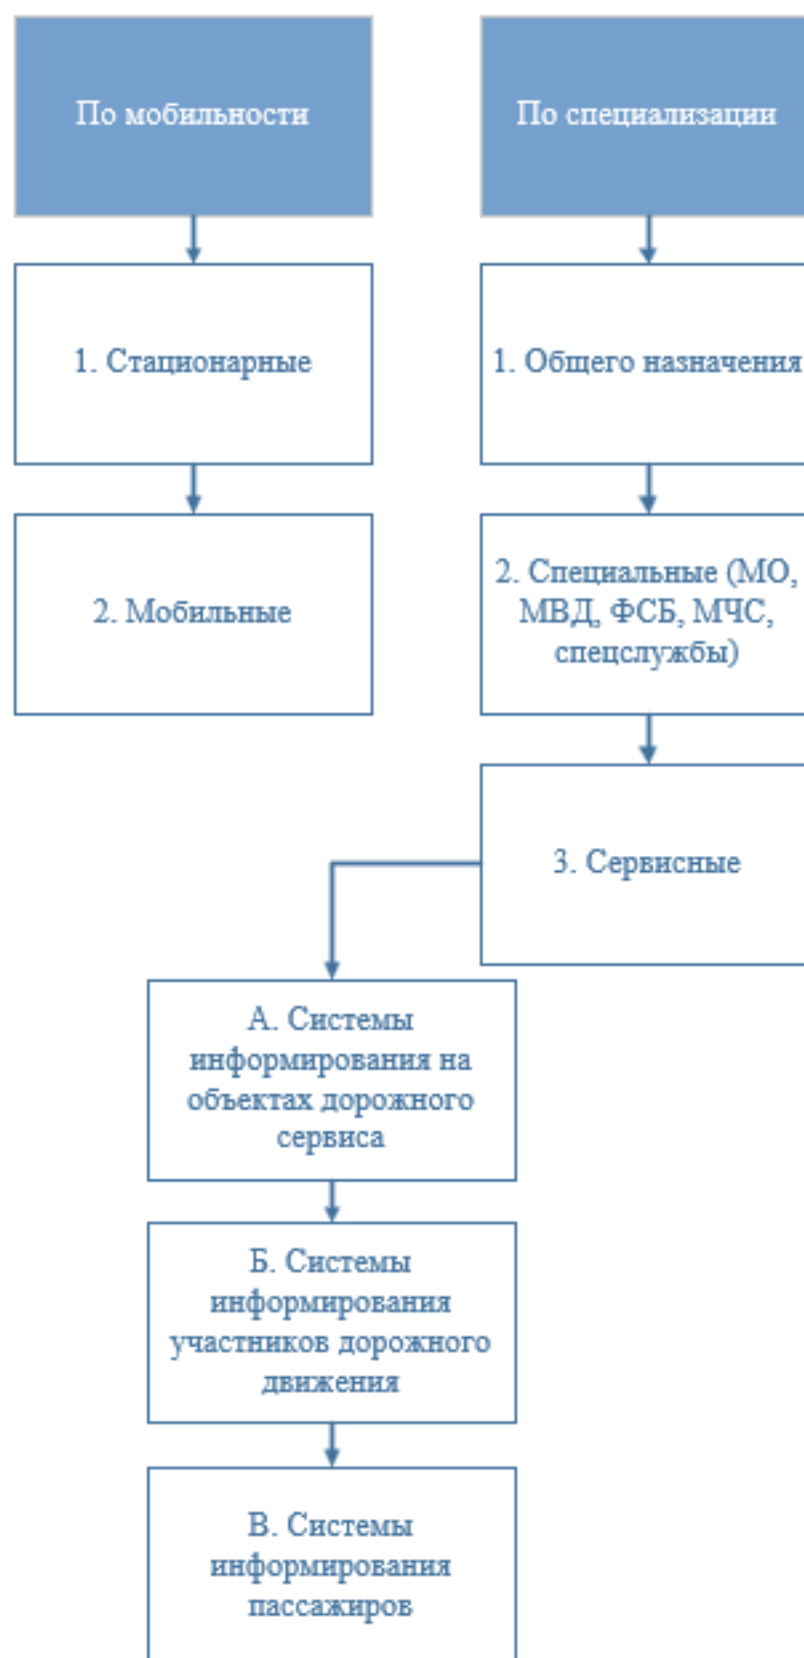 По мобильности
По специализации
1. Стационарные
1. Общего назначения
2. Мобильные
2. Специальные (МО,
МВД, ФСБ, МЧС,
спецслужбы)
3. Сервисные
А. Системы
информирования на
объектах дорожного
сервиса
Б. Системы
информирования
участников дорожного
движения
В. Системы
информирования
пассажиров